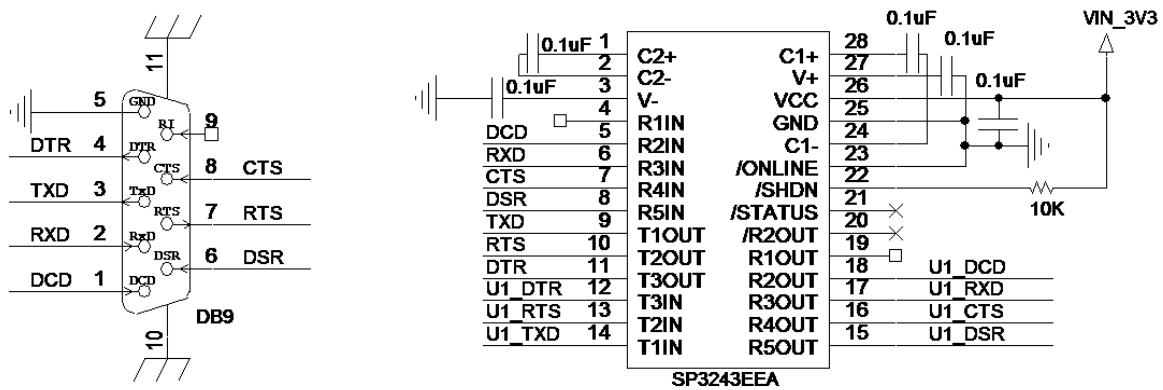 11
5 GND
RI 9
DTR 4 DTR
CTS 8 CTS
TXD 3 TxD
RTS 7 RTS
RXD 2 RxD
DSR 6 DSR
DCD 1 DCD
DB9
10
VIN_3V3
0.1uF 1 C2+ C1+ 28 0.1uF
2 C2- V+ 27 0.1uF
0.1uF 3 V- VCC 26 0.1uF
4 R1IN GND 25
DCD 5 R2IN C1- 24
RXD 6 R3IN /ONLINE 23
CTS 7 R4IN /SHDN 22
10K
DSR 8 R5IN /STATUS 21
TXD 9 T1OUT /R2OUT 20
RTS 10 T2OUT R1OUT 19
DTR 11 T3OUT R2OUT 18 U1_DCD
U1_DTR 12 T3IN R3OUT 17 U1_RXD
U1_RTS 13 T2IN R4OUT 16 U1_CTS
U1_TXD 14 T1IN R5OUT 15 U1_DSR
SP3243EEA